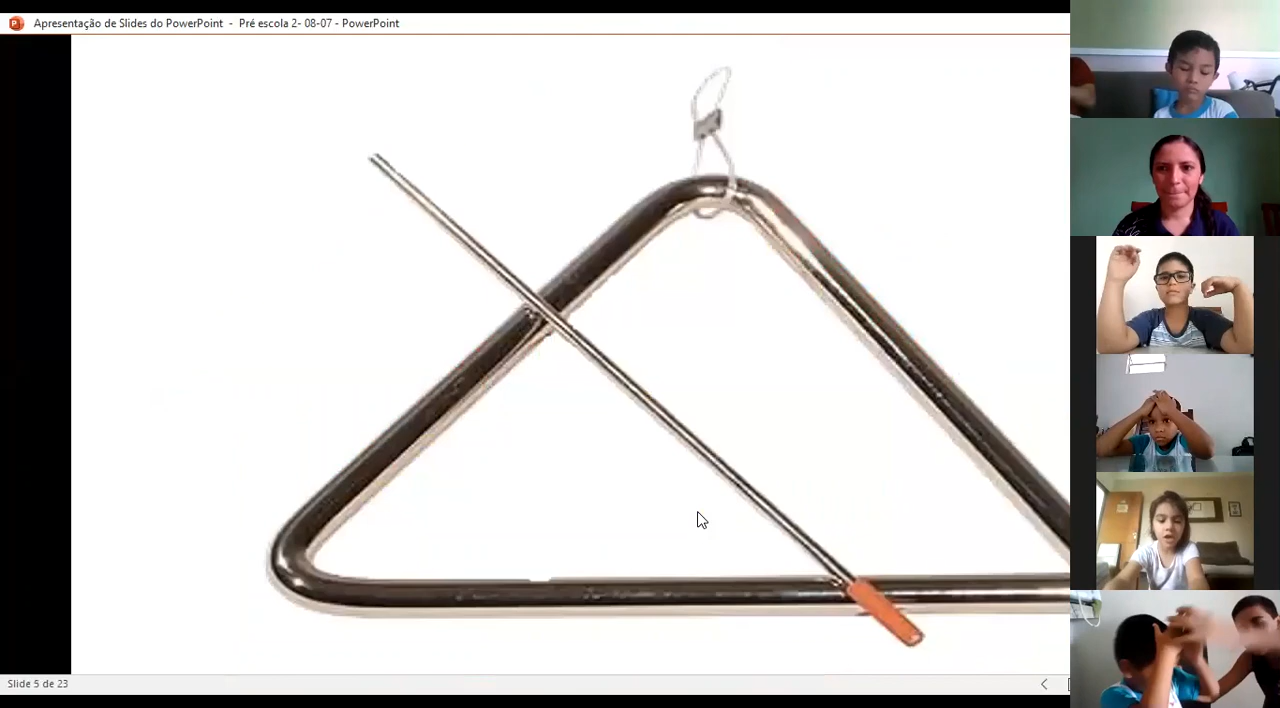 Apresentação de Slides do PowerPoint - Pré escola 2- 08-07 - PowerPoint
Slide 5 de 23